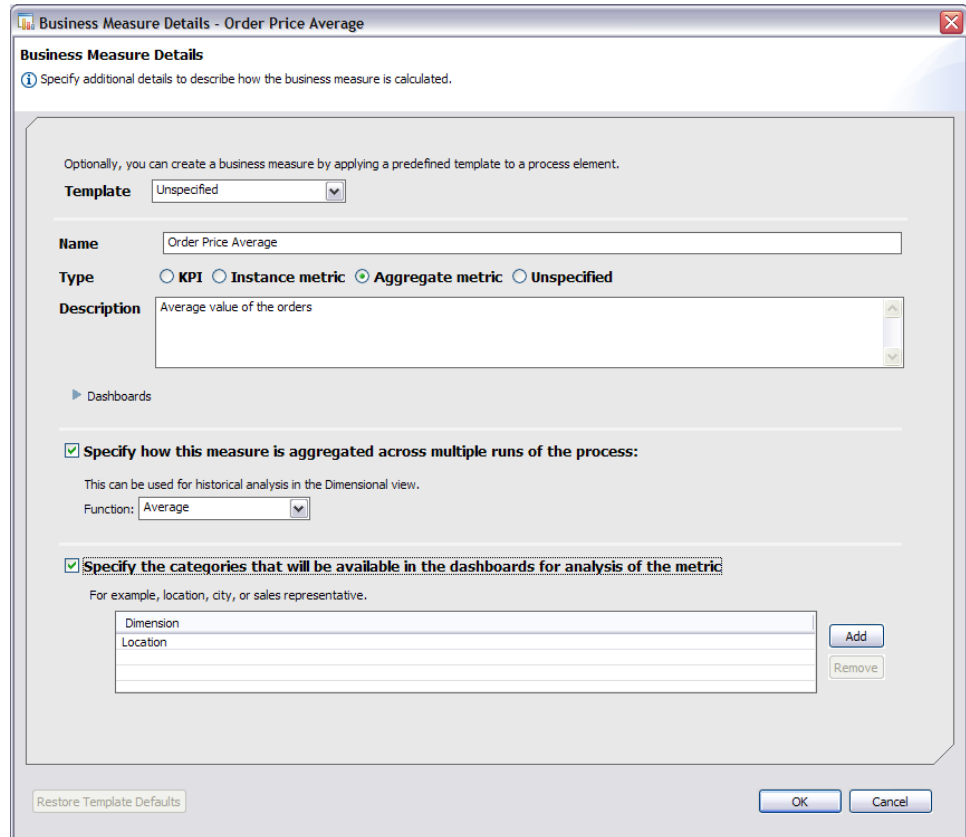 Business Measure Details - Order Price Average
Business Measure Details
Specify additional details to describe how the business measure is calculated.
Optionally, you can create a business measure by applying a predefined template to a process element.
Template Unspecified
Name Order Price Average
Type KPI Instance metric Aggregate metric Unspecified
Description Average value of the orders
Dashboards
Specify how this measure is aggregated across multiple runs of the process:
This can be used for historical analysis in the Dimensional view.
Function: Average
Specify the categories that will be available in the dashboards for analysis of the metric
For example, location, city, or sales representative.
Dimension
Location
Add
Remove
Restore Template Defaults OK Cancel